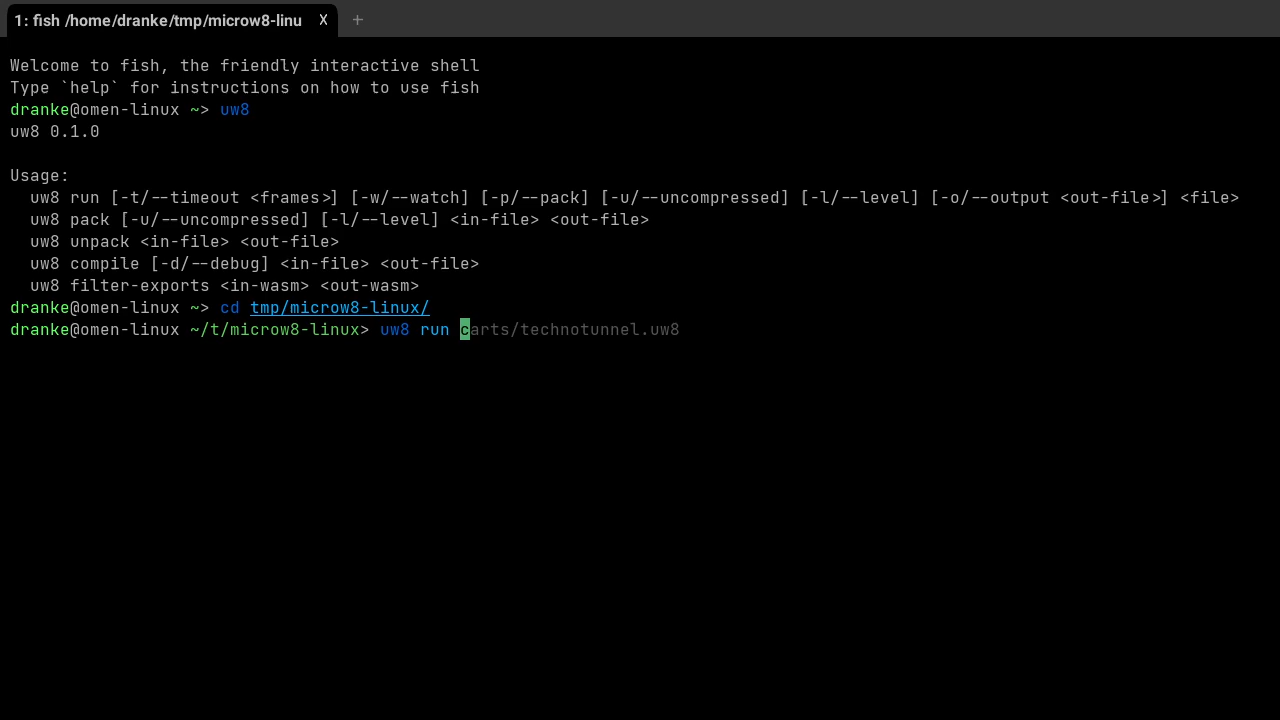 1: fish /home/dranke/tmp/microw8-linu X +
Welcome to fish, the friendly interactive shell
Type `help` for instructions on how to use fish
dranke@omen-linux ~> uw8
uw8 0.1.0
Usage:
uw8 run [-t/--timeout <frames>] [-w/--watch] [-p/--pack] [-u/--uncompressed] [-l/--level] [-o/--output <out-file>] <file>
uw8 pack [-u/--uncompressed] [-l/--level] <in-file> <out-file>
uw8 unpack <in-file> <out-file>
uw8 compile [-d/--debug] <in-file> <out-file>
uw8 filter-exports <in-wasm> <out-wasm>
dranke@omen-linux ~> cd tmp/microw8-linux/
dranke@omen-linux ~/t/microw8-linux> uw8 run carts/technotunnel.uw8